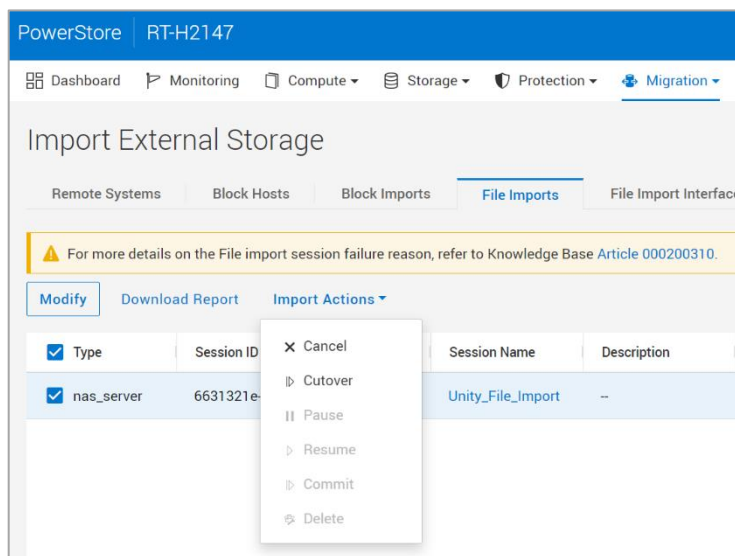 PowerStore RT-H2147
Dashboard Monitoring Compute Storage Protection Migration
Import External Storage
Remote Systems Block Hosts Block Imports File Imports File Import Interfac
For more details on the File import session failure reason, refer to Knowledge Base Article 000200310.
Modify Download Report Import Actions
Type Session ID Session Name Description
Cancel
Cutover
nas_server 6631321e- Unity_File_Import --
Pause
Resume
Commit
Delete